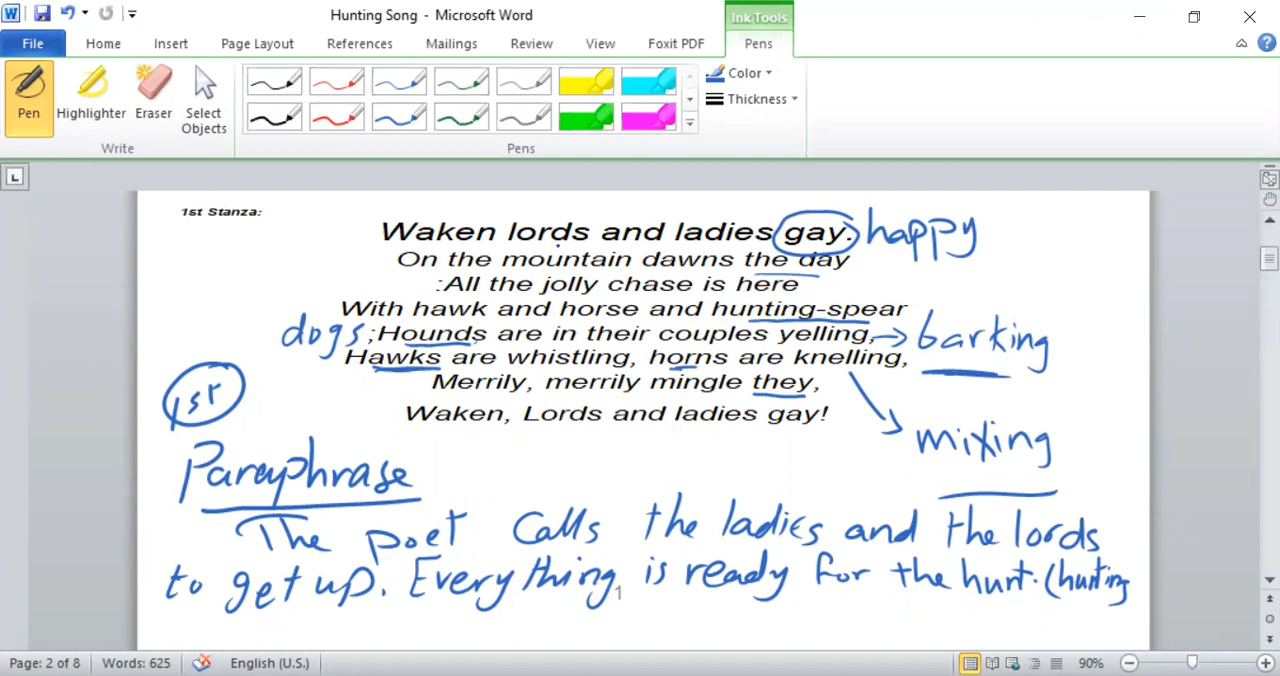 Hunting Song - Microsoft Word
Ink Tools
File Home Insert Page Layout References Mailings Review View Foxit PDF Pens
Pen Highlighter Eraser Select Objects
Color
Thickness
Write Pens
1st Stanza:
Waken lords and ladies gay. happy
On the mountain dawns the day
:All the jolly chase is here
With hawk and horse and hunting-spear
dogs ;Hounds are in their couples yelling, barking
Hawks are whistling, horns are knelling,
Merrily, merrily mingle they,
1st
Waken, Lords and ladies gay!
mixing
Paraphrase
The poet calls the ladies and the lords
to get up. Everything is ready for the hunt. (hunting
1
Page: 2 of 8 Words: 625 English (U.S.) 90%